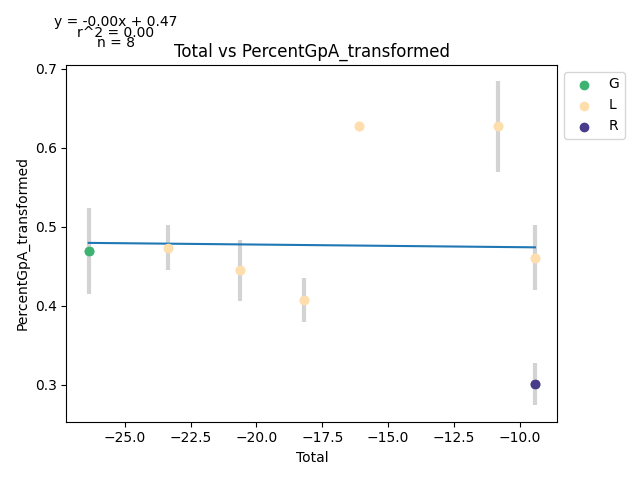 y = -0.00x + 0.47
r^2 = 0.00
n = 8
Total vs PercentGpA_transformed
0.7
0.6
0.5
0.4
0.3
PercentGpA_transformed
−25.0 −22.5 −20.0 −17.5 −15.0 −12.5 −10.0
Total
G
L
R